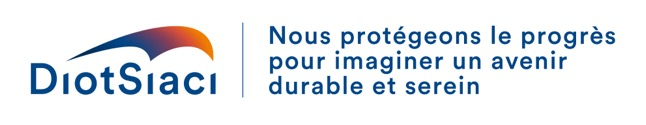 DiotSiaci
Nous protégeons le progrès
pour imaginer un avenir
durable et serein